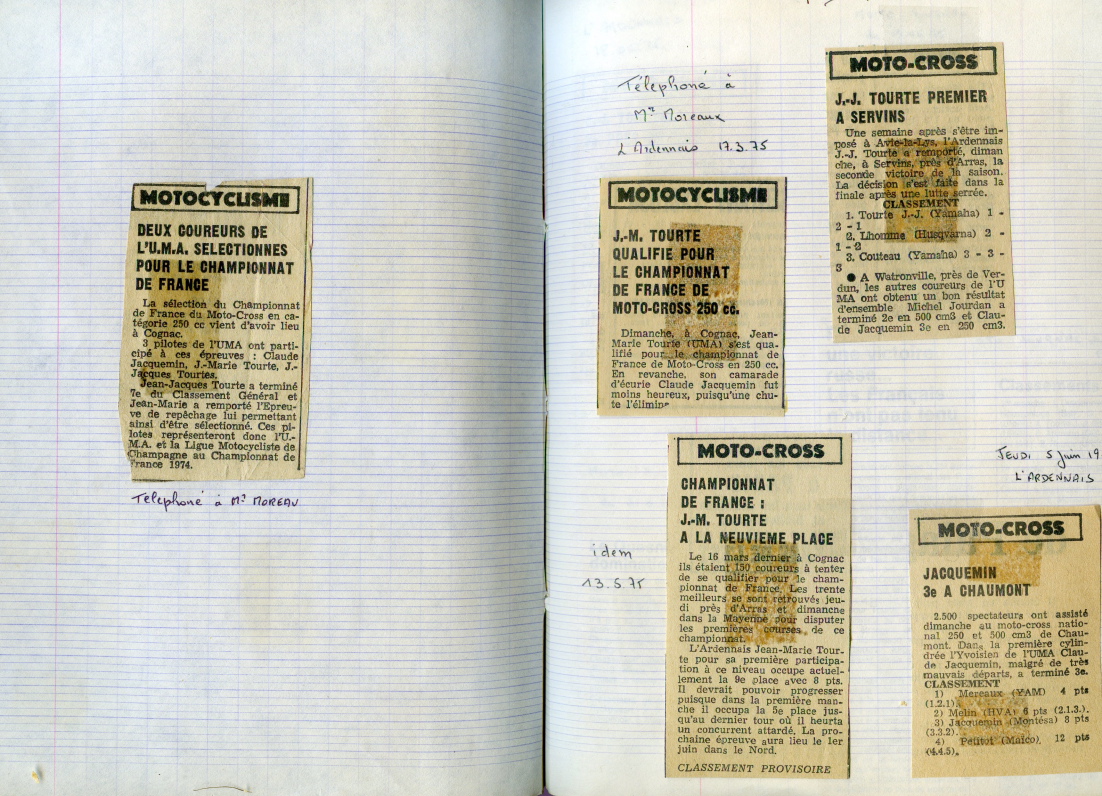 MOTOCYCLISME
DEUX COUREURS DE
L'U.M.A. SELECTIONNES
POUR LE CHAMPIONNAT
DE FRANCE
La sélection du Championnat
de France du Moto-Cross en ca-
tégorie 250 cc vient d'avoir lieu
à Cognac.
3 pilotes de l'UMA ont parti-
cipé à ces épreuves : Claude
Jacquemin, J.-Marie Tourte, J.-
Jacques Tourtes.
Jean-Jacques Tourte a terminé
7e du Classement Général et
Jean-Marie a remporté l'Epreu-
ve de repêchage lui permettant
ainsi d'être sélectionné. Ces pi-
lotes représenteront donc l'U.-
M.A. et la Ligue Motocycliste de
Champagne au Championnat de
France 1974.
Telephoné à Mr MOREAU
Télephoné à
Mr Moreaux
L'Ardennais 17.3.75
MOTOCYCLISME
J.-M. TOURTE
QUALIFIE POUR
LE CHAMPIONNAT
DE FRANCE DE
MOTO-CROSS 250 cc.
Dimanche, à Cognac, Jean-
Marie Tourte (UMA) s'est qua-
lifié pour le championnat de
France de Moto-Cross en 250 cc.
En revanche, son camarade
d'écurie Claude Jacquemin fut
moins heureux, puisqu'une chu-
te l'élimin
MOTO-CROSS
J.-J. TOURTE PREMIER
A SERVINS
Une semaine après s'être im-
posé à Avie-la-Lys, l'Ardennais
J.-J. Tourte a remporté, diman
che, à Servins, près d'Arras, la
seconde victoire de la saison.
La décision s'est faite dans la
finale après une lutte serrée.
CLASSEMENT
1. Tourte J.-J. (Yamaha) 1 -
2 - 1
2. Lhomme (Husqvarna) 2 -
1 - 2
3. Couteau (Yamaha) 3 - 3 -
3
● A Watronville, près de Ver-
dun, les autres coureurs de l'U
MA ont obtenu un bon résultat
d'ensemble Michel Jourdan a
terminé 2e en 500 cm3 et Clau-
de Jacquemin 3e en 250 cm3.
idem
13.5.75
MOTO-CROSS
CHAMPIONNAT
DE FRANCE :
J.-M. TOURTE
A LA NEUVIEME PLACE
Le 16 mars dernier à Cognac
ils étaient 150 coureurs à tenter
de se qualifier pour le cham-
pionnat de France. Les trente
meilleurs se sont retrouvés jeu-
di près d'Arras et dimanche
dans la Mayenne pour disputer
les premières courses de ce
championnat.
L'Ardennais Jean-Marie Tour-
te pour sa première participa-
tion à ce niveau occupe actuel-
lement la 9e place avec 8 pts.
Il devrait pouvoir progresser
puisque dans la première man-
che il occupa la 5e place jus-
qu'au dernier tour où il heurta
un concurrent attardé. La pro-
chaine épreuve aura lieu le 1er
juin dans le Nord.
CLASSEMENT PROVISOIRE
JEUDI 5 Juin 19
L'ARDENNAIS
MOTO-CROSS
JACQUEMIN
3e A CHAUMONT
2.500 spectateurs ont assisté
dimanche au moto-cross natio-
nal 250 et 500 cm3 de Chau-
mont. Dans la première cylin-
drée l'Yvoisien de l'UMA Clau-
de Jacquemin, malgré de très
mauvais départs, a terminé 3e.
CLASSEMENT
1) Mereaux (YAM) 4 pts
(1.2.1).
2) Melin (HVA) 6 pts (2.1.3.).
3) Jacquemin (Montésa) 8 pts
(3.3.2).
4) Petitot (Maico), 12 pts
(4.4.5).